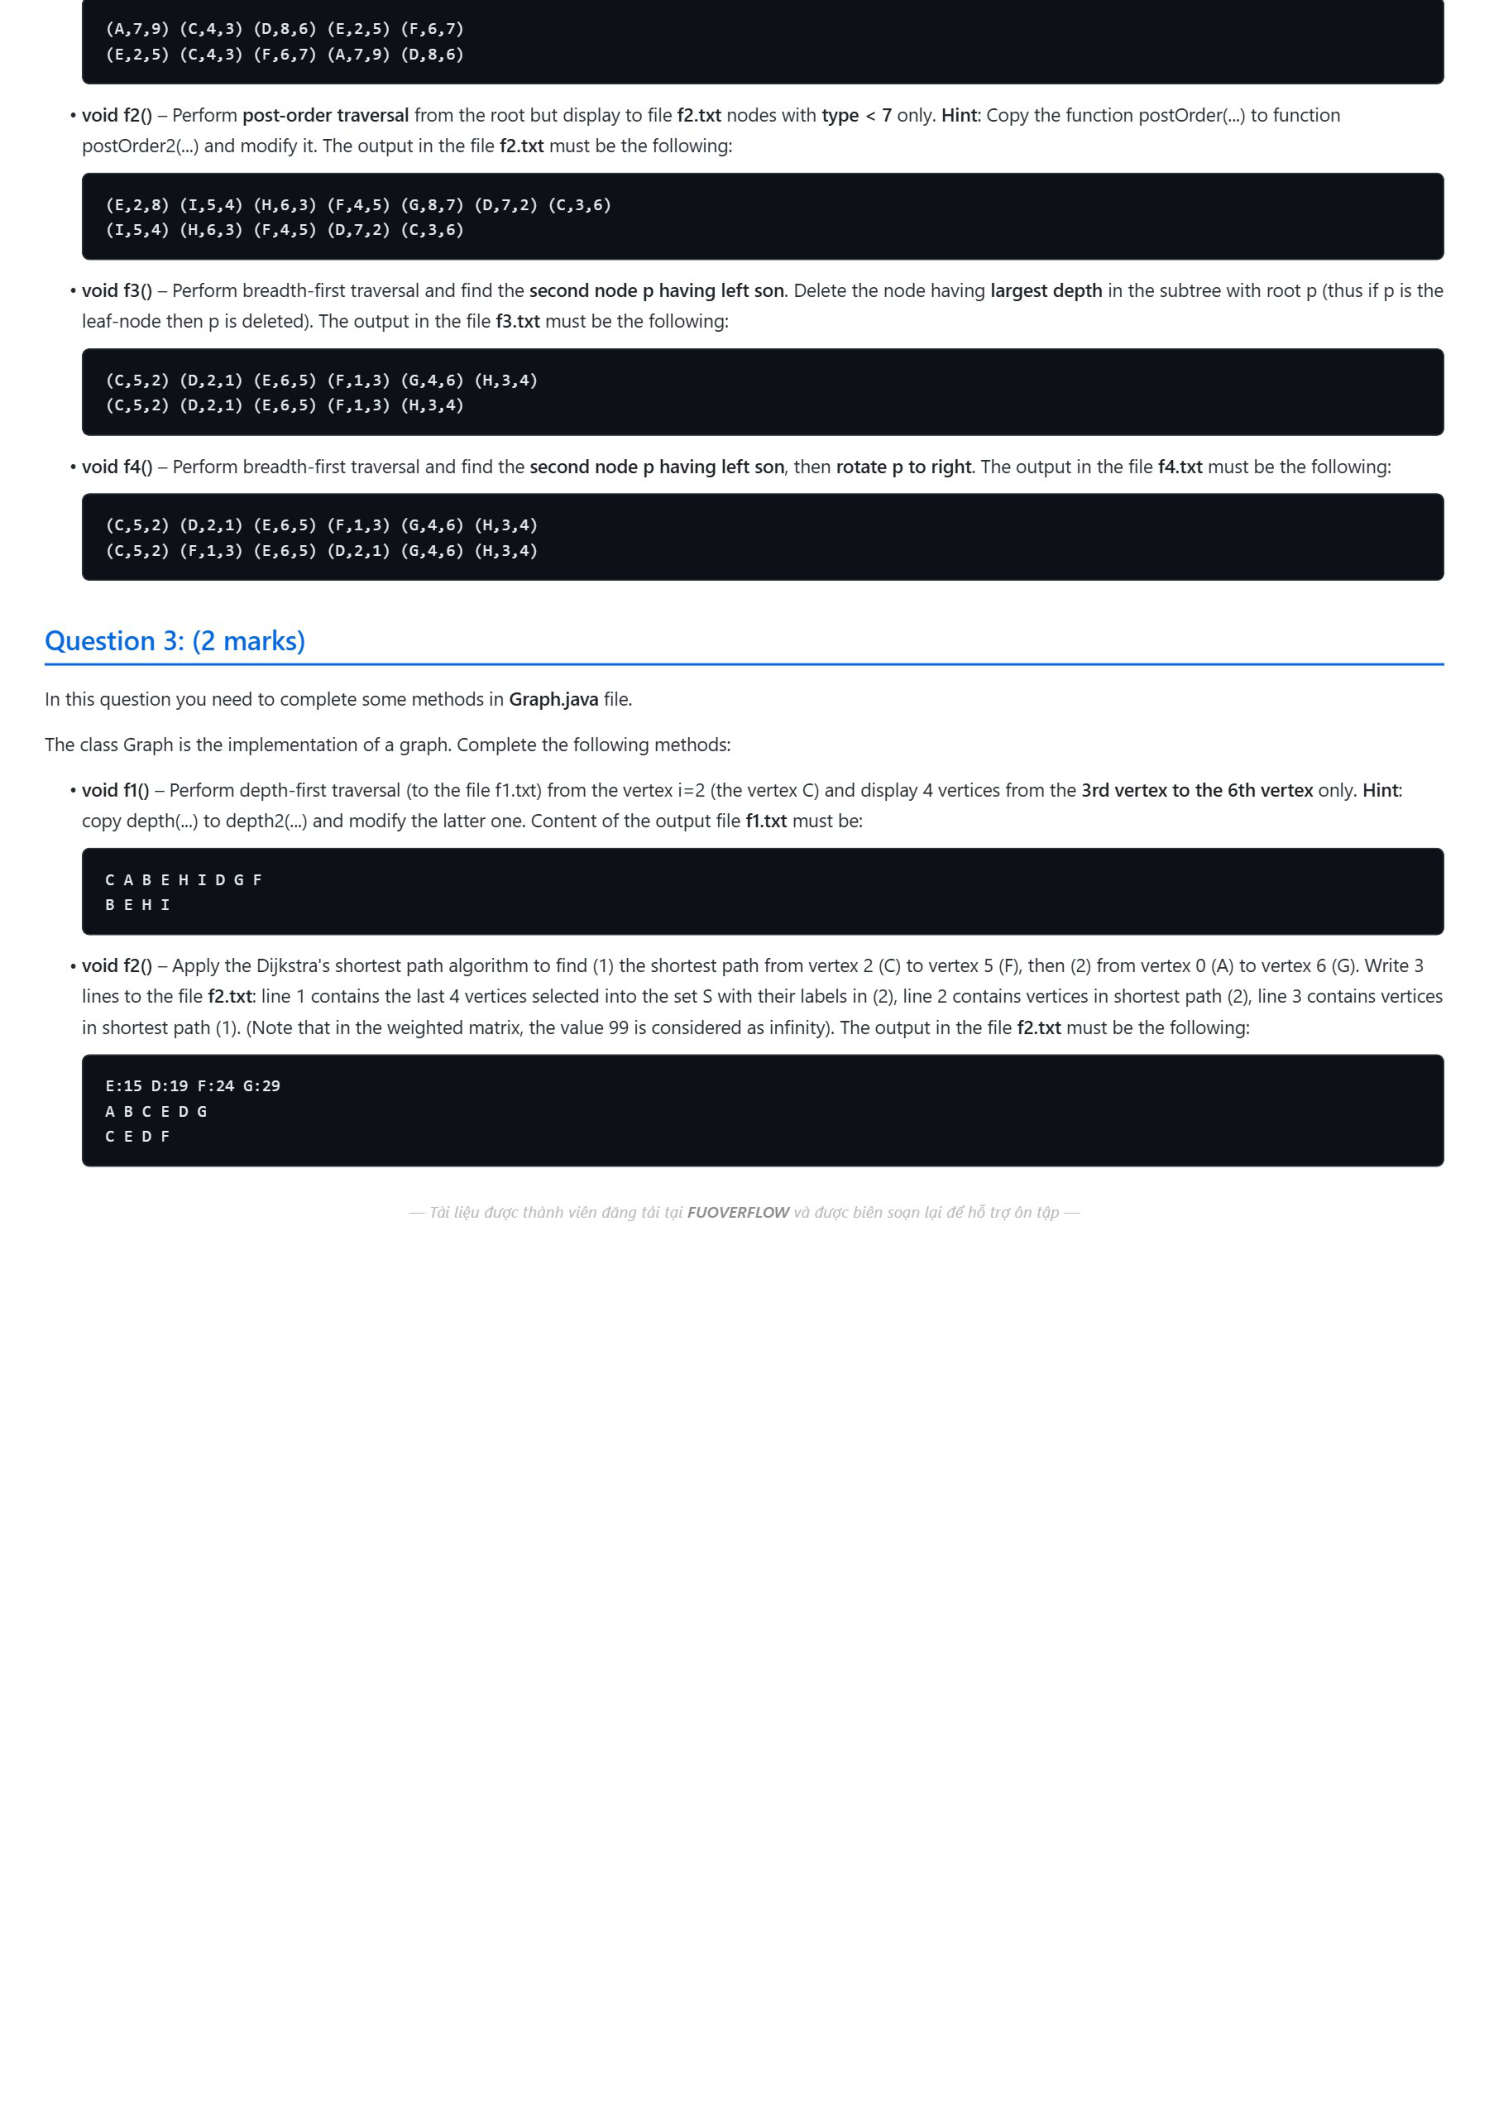 (A,7,9) (C,4,3) (D,8,6) (E,2,5) (F,6,7)
(E,2,5) (C,4,3) (F,6,7) (A,7,9) (D,8,6)
• void f2() – Perform post-order traversal from the root but display to file f2.txt nodes with type < 7 only. Hint: Copy the function postOrder(...) to function
postOrder2(...) and modify it. The output in the file f2.txt must be the following:
(E,2,8) (I,5,4) (H,6,3) (F,4,5) (G,8,7) (D,7,2) (C,3,6)
(I,5,4) (H,6,3) (F,4,5) (D,7,2) (C,3,6)
• void f3() – Perform breadth-first traversal and find the second node p having left son. Delete the node having largest depth in the subtree with root p (thus if p is the
leaf-node then p is deleted). The output in the file f3.txt must be the following:
(C,5,2) (D,2,1) (E,6,5) (F,1,3) (G,4,6) (H,3,4)
(C,5,2) (D,2,1) (E,6,5) (F,1,3) (H,3,4)
• void f4() – Perform breadth-first traversal and find the second node p having left son, then rotate p to right. The output in the file f4.txt must be the following:
(C,5,2) (D,2,1) (E,6,5) (F,1,3) (G,4,6) (H,3,4)
(C,5,2) (F,1,3) (E,6,5) (D,2,1) (G,4,6) (H,3,4)
Question 3: (2 marks)
In this question you need to complete some methods in Graph.java file.
The class Graph is the implementation of a graph. Complete the following methods:
• void f1() – Perform depth-first traversal (to the file f1.txt) from the vertex i=2 (the vertex C) and display 4 vertices from the 3rd vertex to the 6th vertex only. Hint:
copy depth(...) to depth2(...) and modify the latter one. Content of the output file f1.txt must be:
C A B E H I D G F
B E H I
• void f2() – Apply the Dijkstra's shortest path algorithm to find (1) the shortest path from vertex 2 (C) to vertex 5 (F), then (2) from vertex 0 (A) to vertex 6 (G). Write 3
lines to the file f2.txt: line 1 contains the last 4 vertices selected into the set S with their labels in (2), line 2 contains vertices in shortest path (2), line 3 contains vertices
in shortest path (1). (Note that in the weighted matrix, the value 99 is considered as infinity). The output in the file f2.txt must be the following:
E:15 D:19 F:24 G:29
A B C E D G
C E D F
— Tài liệu được thành viên đăng tải tại FUOVERFLOW và được biên soạn lại để hỗ trợ ôn tập —